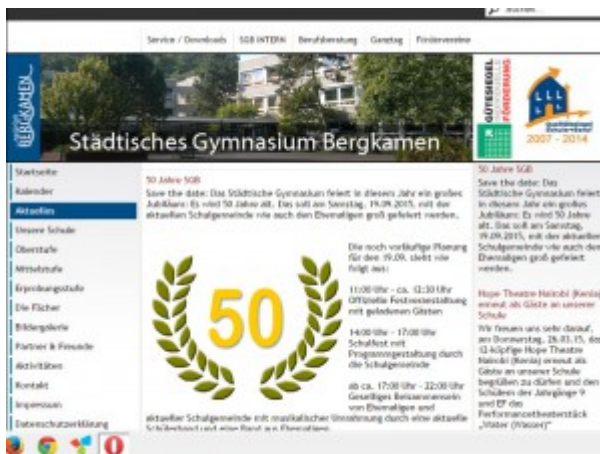 Suchen...
Service / Downloads
SGB INTERN
Berufsberatung
Ganztag
Fördervereine
BERGKAMEN
Städtisches Gymnasium Bergkamen
GÜTESIEGEL
FÖRDERUNG
2007 - 2014
Startseite
Kalender
Aktuelles
Unsere Schule
Oberstufe
Mittelstufe
Erprobungsstufe
Die Fächer
Bildergalerie
Partner & Freunde
Aktivitäten
Kontakt
Impressum
Datenschutzerklärung
50 Jahre SGB
Save the date: Das Städtische Gymnasium feiert in diesem Jahr ein großes
Jubiläum: Es wird 50 Jahre alt. Das soll am Samstag, 19.09.2015, mit der
aktuellen Schulgemeinde wie auch den Ehemaligen groß gefeiert werden.
50
Die noch vorläufige Planung
für den 19.09. sieht wie
folgt aus:
11:00 Uhr - ca. 12:30 Uhr
Offizielle Festveranstaltung
mit geladenen Gästen
14:00 Uhr - 17:00 Uhr
Schulfest mit
Programmgestaltung durch
die Schulgemeinde
ab ca. 17:00 Uhr - 22:00 Uhr
Geselliges Beisammensein
von Ehemaligen und
aktueller Schulgemeinde mit musikalischer Umrahmung durch eine aktuelle
Schülerband und eine Band aus Ehemaligen
50 Jahre SGB
Save the date: Das
Städtische Gymnasium feiert
in diesem Jahr ein großes
Jubiläum: Es wird 50 Jahre
alt. Das soll am Samstag,
19.09.2015, mit der aktuellen
Schulgemeinde wie auch den
Ehemaligen groß gefeiert
werden.
Hope Theatre Nairobi (Kenia)
erneut als Gäste an unserer
Schule
Wir freuen uns sehr darauf,
am Donnerstag, 26.03.15, das
12-köpfige Hope Theatre
Nairobi (Kenia) erneut als
Gäste an unserer Schule
begrüßen zu dürfen und den
Schülern der Jahrgänge 9
und EF das
Performancetheaterstück
„Water (Wasser)“